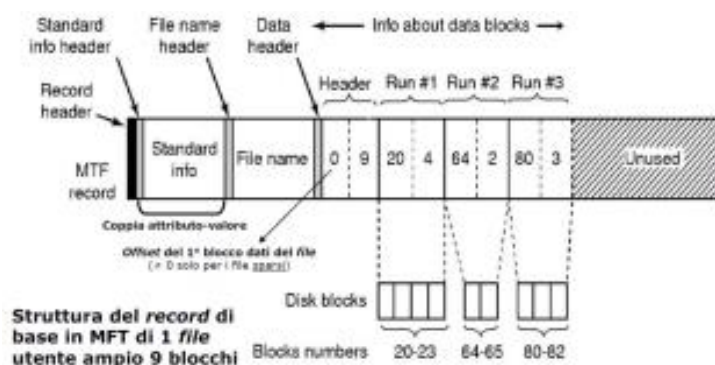 Standard info header
File name header
Data header
Info about data blocks
Record header
Header
Run #1
Run #2
Run #3
MTF record
Standard info
File name
0 9 20 4 64 2 80 3
Unused
Coppia attributo-valore
Offset del 1° blocco dati del file
(≠ 0 solo per i file sparsi)
Disk blocks
Struttura del record di
base in MFT di 1 file
utente ampio 9 blocchi
Blocks numbers
20-23
64-65
80-82